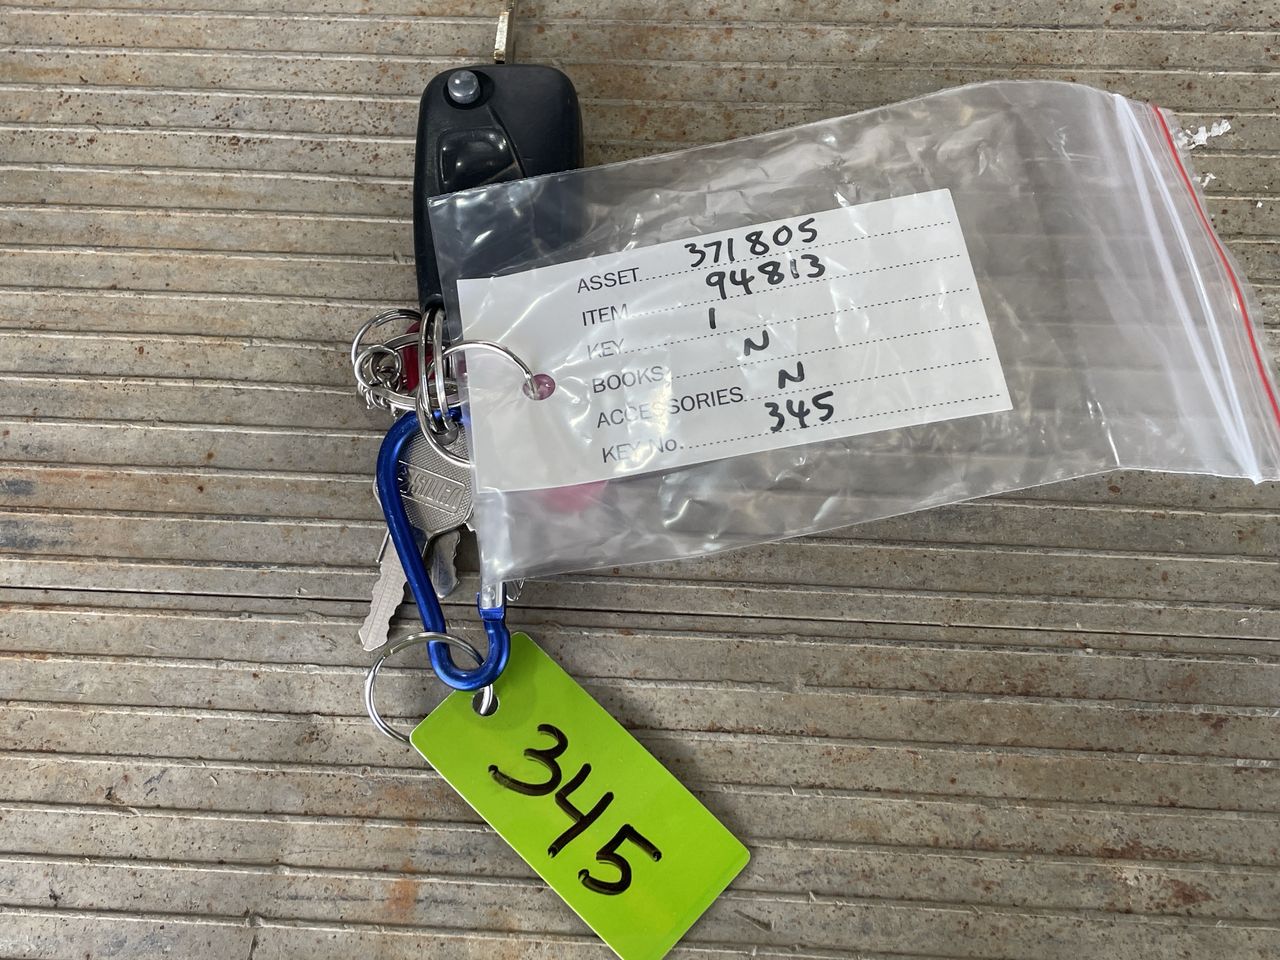 ASSET 371805
ITEM 94813
KEY 1
BOOKS N
ACCESSORIES N
KEY No. 345
345